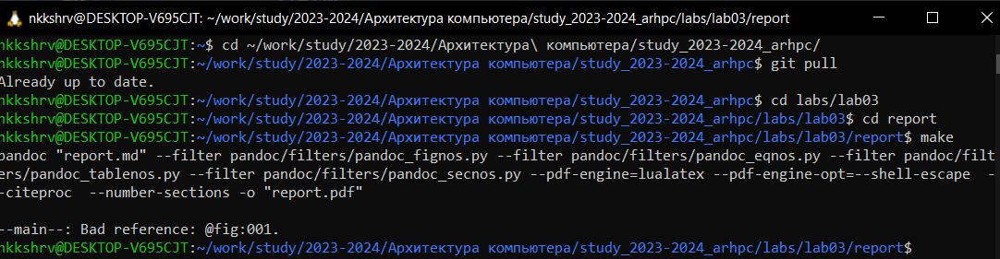 nkkshrv@DESKTOP-V695CJT: ~/work/study/2023-2024/Архитектура компьютера/study_2023-2024_arhpc/labs/lab03/report
nkkshrv@DESKTOP-V695CJT:~$ cd ~/work/study/2023-2024/Архитектура\ компьютера/study_2023-2024_arhpc/
nkkshrv@DESKTOP-V695CJT:~/work/study/2023-2024/Архитектура компьютера/study_2023-2024_arhpc$ git pull
Already up to date.
nkkshrv@DESKTOP-V695CJT:~/work/study/2023-2024/Архитектура компьютера/study_2023-2024_arhpc$ cd labs/lab03
nkkshrv@DESKTOP-V695CJT:~/work/study/2023-2024/Архитектура компьютера/study_2023-2024_arhpc/labs/lab03$ cd report
nkkshrv@DESKTOP-V695CJT:~/work/study/2023-2024/Архитектура компьютера/study_2023-2024_arhpc/labs/lab03/report$ make
pandoc "report.md" --filter pandoc/filters/pandoc_fignos.py --filter pandoc/filters/pandoc_eqnos.py --filter pandoc/filt
ers/pandoc_tablenos.py --filter pandoc/filters/pandoc_secnos.py --pdf-engine=lualatex --pdf-engine-opt=--shell-escape  -
-citeproc  --number-sections -o "report.pdf"
--main--: Bad reference: @fig:001.
nkkshrv@DESKTOP-V695CJT:~/work/study/2023-2024/Архитектура компьютера/study_2023-2024_arhpc/labs/lab03/report$